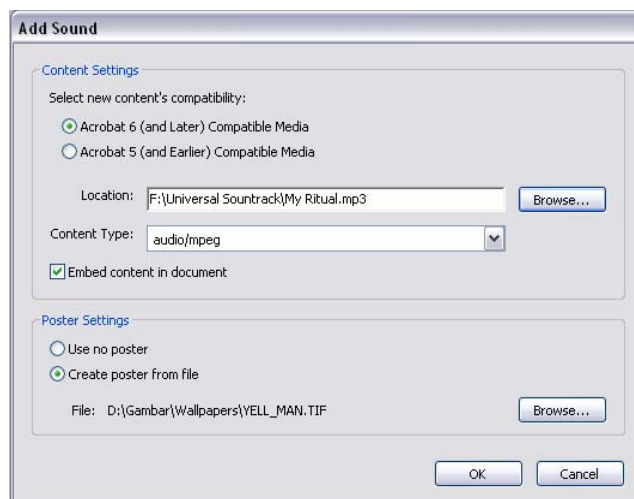 Add Sound
Content Settings
Select new content's compatibility:
Acrobat 6 (and Later) Compatible Media
Acrobat 5 (and Earlier) Compatible Media
Location: F:\Universal Sountrack\My Ritual.mp3 Browse...
Content Type: audio/mpeg
Embed content in document
Poster Settings
Use no poster
Create poster from file
File: D:\Gambar\Wallpapers\YELL_MAN.TIF Browse...
OK Cancel